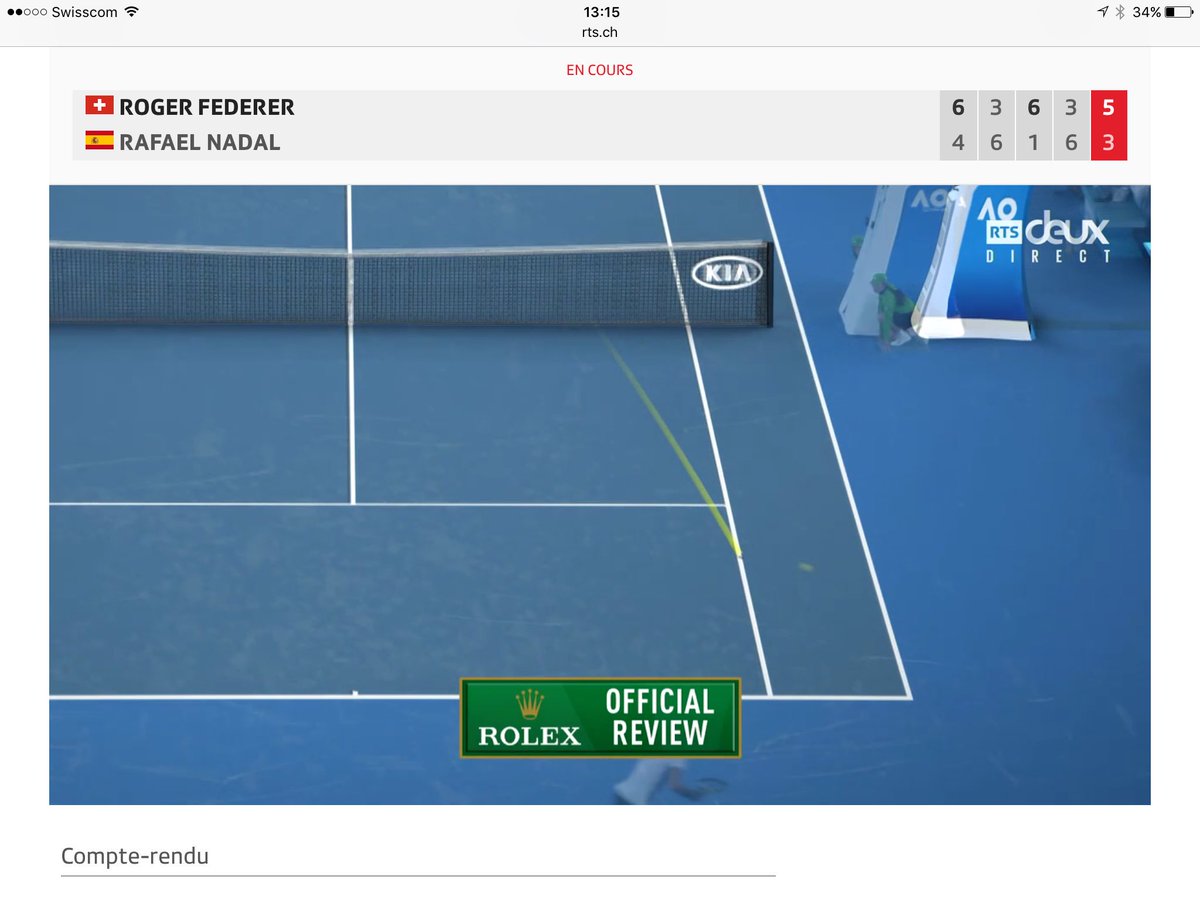 Swisscom
13:15
34%
rts.ch
EN COURS
ROGER FEDERER 6 3 6 3 5
RAFAEL NADAL 4 6 1 6 3
AO
AO
RTS deux
DIRECT
KIA
ROLEX
OFFICIAL
REVIEW
Compte-rendu